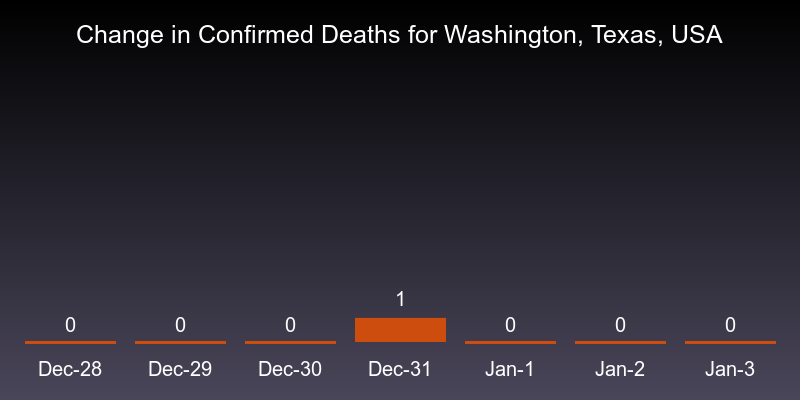 Change in Confirmed Deaths for Washington, Texas, USA
1
0 0 0 0 0 0
Dec-28 Dec-29 Dec-30 Dec-31 Jan-1 Jan-2 Jan-3